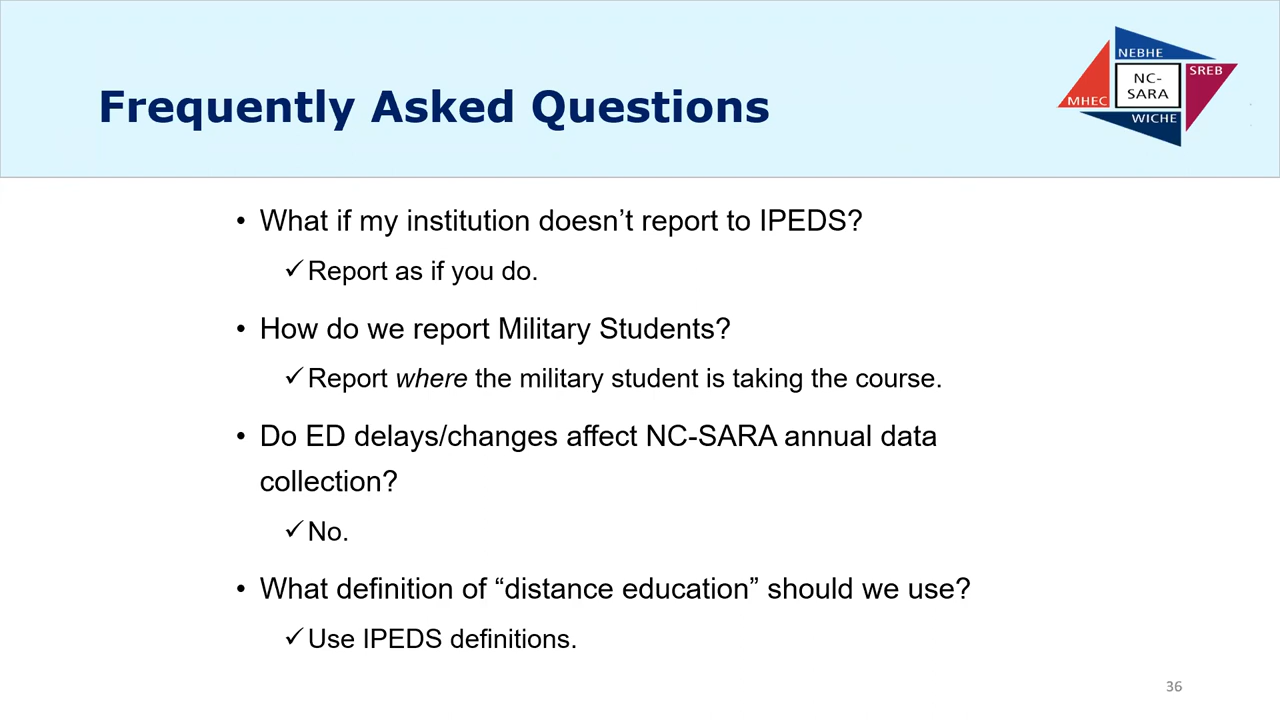 Frequently Asked Questions
NEBHE
NC-
SARA
SREB
MHEC
WICHE
• What if my institution doesn’t report to IPEDS?
✓ Report as if you do.
• How do we report Military Students?
✓ Report where the military student is taking the course.
• Do ED delays/changes affect NC-SARA annual data
collection?
✓ No.
• What definition of “distance education” should we use?
✓ Use IPEDS definitions.
36